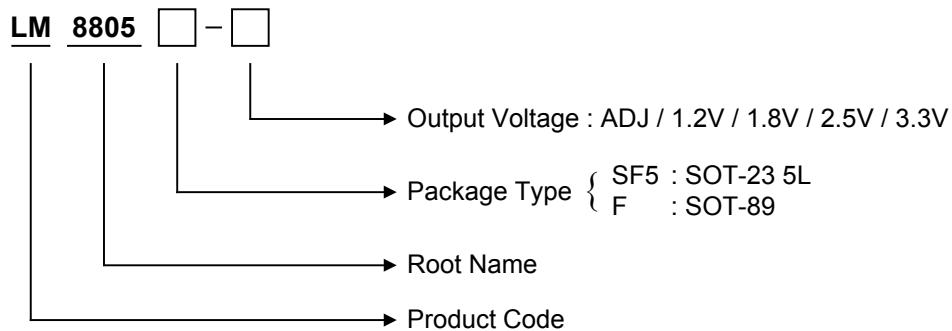 LM 8805 –
Output Voltage : ADJ / 1.2V / 1.8V / 2.5V / 3.3V
Package Type { SF5 : SOT-23 5L
F : SOT-89
Root Name
Product Code